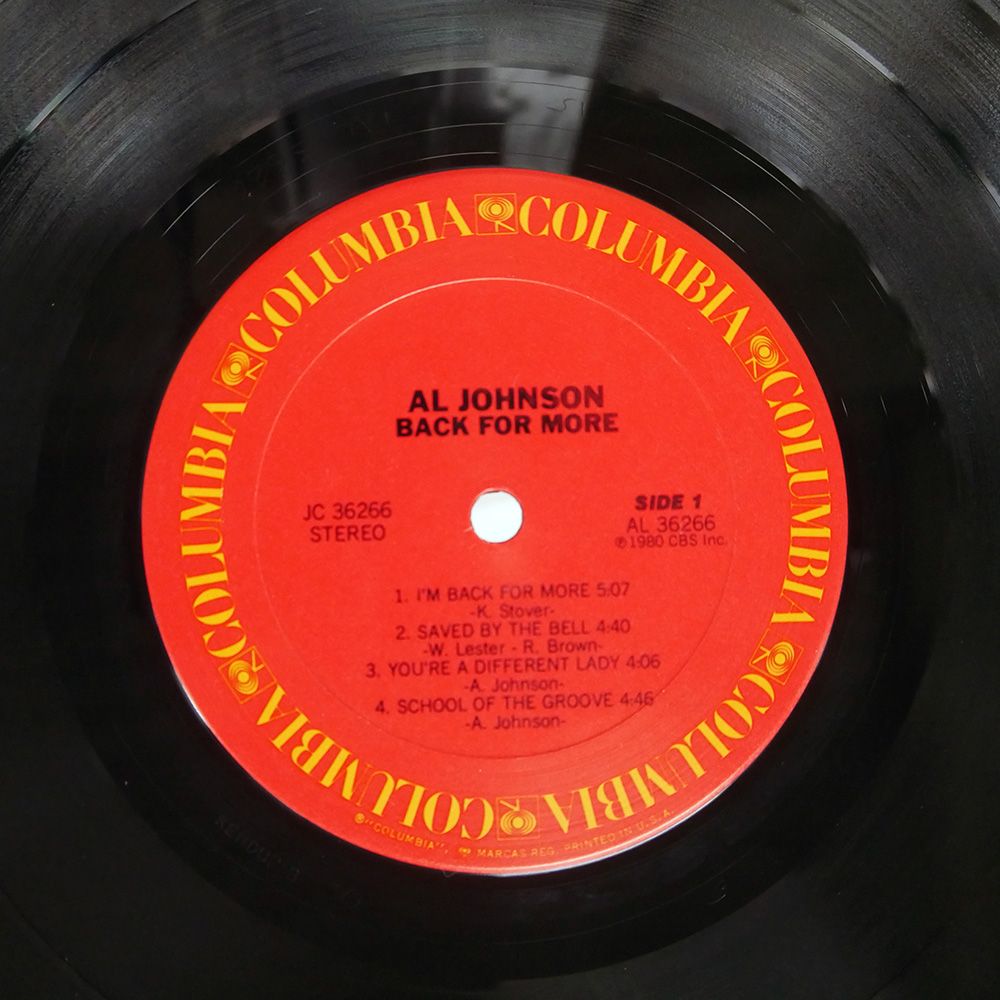 COLUMBIA COLUMBIA COLUMBIA COLUMBIA COLUMBIA COLUMBIA
AL JOHNSON
BACK FOR MORE
JC 36266
STEREO
SIDE 1
AL 36266
℗ 1980 CBS Inc.
1. I'M BACK FOR MORE 5:07
-K. Stover-
2. SAVED BY THE BELL 4:40
-W. Lester - R. Brown-
3. YOU'RE A DIFFERENT LADY 4:06
-A. Johnson-
4. SCHOOL OF THE GROOVE 4:46
-A. Johnson-
®"COLUMBIA", MARCAS REG. PRINTED IN U.S.A.